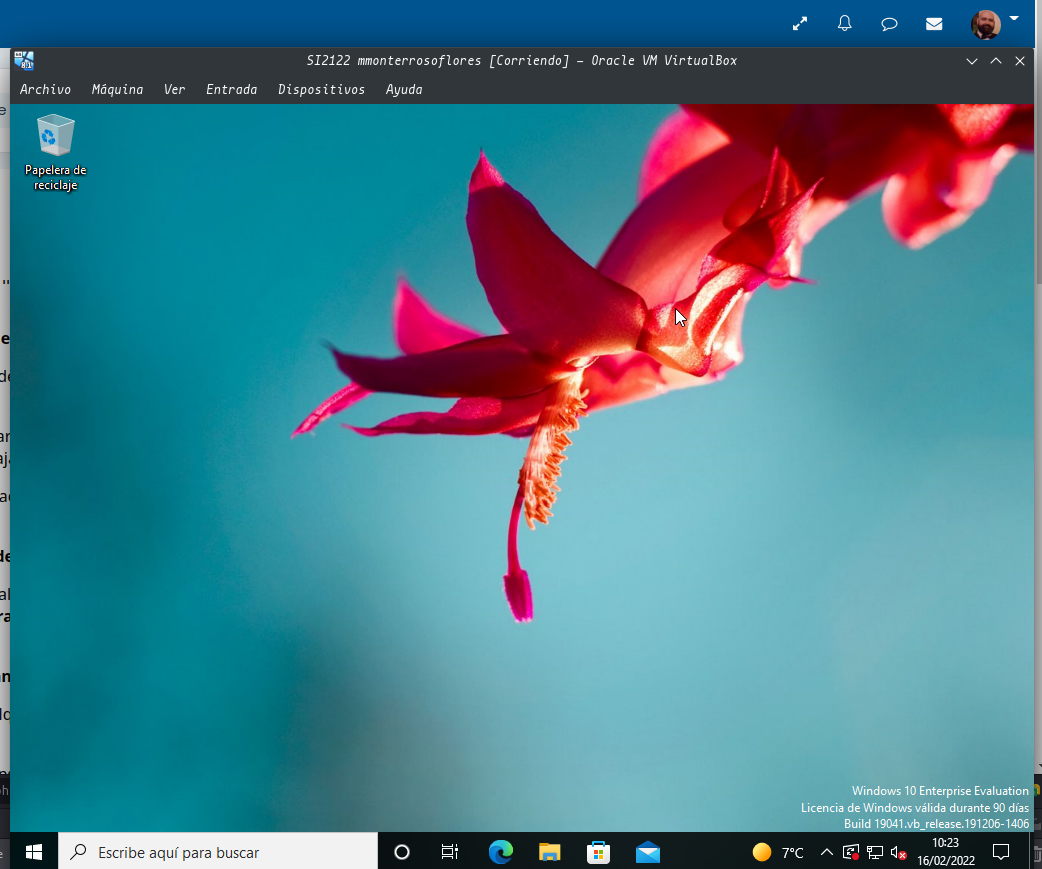 SI2122 mmonterrosoflores [Corriendo] – Oracle VM VirtualBox
Archivo Máquina Ver Entrada Dispositivos Ayuda
Papelera de
reciclaje
Windows 10 Enterprise Evaluation
Licencia de Windows válida durante 90 días
Build 19041.vb_release.191206-1406
Escribe aquí para buscar
7°C
10:23
16/02/2022